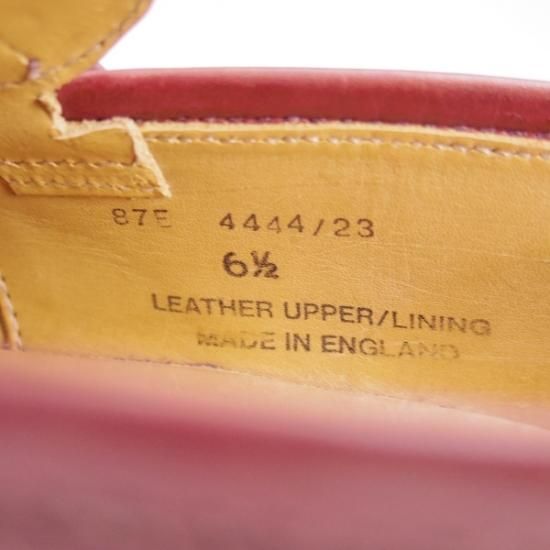 87E 4444/23
6½
LEATHER UPPER/LINING
MADE IN ENGLAND